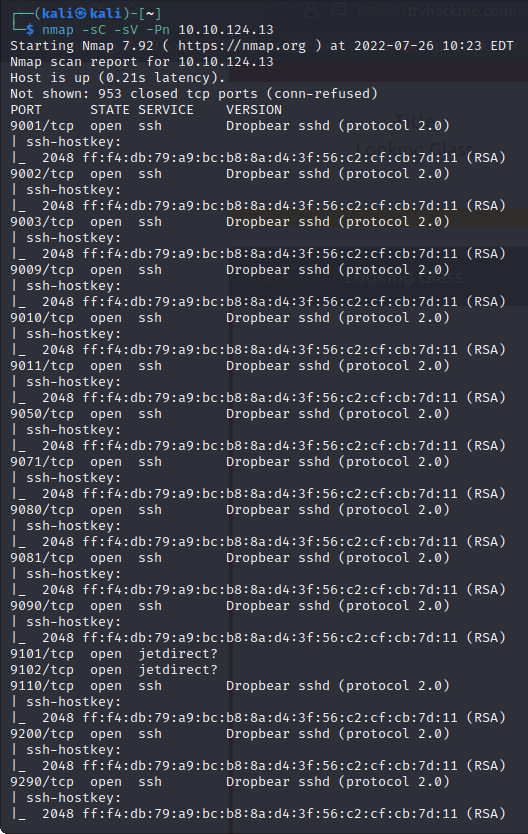 ┌──(kali㉿kali)-[~]
└─$ nmap -sC -sV -Pn 10.10.124.13
Starting Nmap 7.92 ( https://nmap.org ) at 2022-07-26 10:23 EDT
Nmap scan report for 10.10.124.13
Host is up (0.21s latency).
Not shown: 953 closed tcp ports (conn-refused)
PORT     STATE SERVICE    VERSION
9001/tcp open  ssh        Dropbear sshd (protocol 2.0)
| ssh-hostkey:
|_  2048 ff:f4:db:79:a9:bc:b8:8a:d4:3f:56:c2:cf:cb:7d:11 (RSA)
9002/tcp open  ssh        Dropbear sshd (protocol 2.0)
| ssh-hostkey:
|_  2048 ff:f4:db:79:a9:bc:b8:8a:d4:3f:56:c2:cf:cb:7d:11 (RSA)
9003/tcp open  ssh        Dropbear sshd (protocol 2.0)
| ssh-hostkey:
|_  2048 ff:f4:db:79:a9:bc:b8:8a:d4:3f:56:c2:cf:cb:7d:11 (RSA)
9009/tcp open  ssh        Dropbear sshd (protocol 2.0)
| ssh-hostkey:
|_  2048 ff:f4:db:79:a9:bc:b8:8a:d4:3f:56:c2:cf:cb:7d:11 (RSA)
9010/tcp open  ssh        Dropbear sshd (protocol 2.0)
| ssh-hostkey:
|_  2048 ff:f4:db:79:a9:bc:b8:8a:d4:3f:56:c2:cf:cb:7d:11 (RSA)
9011/tcp open  ssh        Dropbear sshd (protocol 2.0)
| ssh-hostkey:
|_  2048 ff:f4:db:79:a9:bc:b8:8a:d4:3f:56:c2:cf:cb:7d:11 (RSA)
9050/tcp open  ssh        Dropbear sshd (protocol 2.0)
| ssh-hostkey:
|_  2048 ff:f4:db:79:a9:bc:b8:8a:d4:3f:56:c2:cf:cb:7d:11 (RSA)
9071/tcp open  ssh        Dropbear sshd (protocol 2.0)
| ssh-hostkey:
|_  2048 ff:f4:db:79:a9:bc:b8:8a:d4:3f:56:c2:cf:cb:7d:11 (RSA)
9080/tcp open  ssh        Dropbear sshd (protocol 2.0)
| ssh-hostkey:
|_  2048 ff:f4:db:79:a9:bc:b8:8a:d4:3f:56:c2:cf:cb:7d:11 (RSA)
9081/tcp open  ssh        Dropbear sshd (protocol 2.0)
| ssh-hostkey:
|_  2048 ff:f4:db:79:a9:bc:b8:8a:d4:3f:56:c2:cf:cb:7d:11 (RSA)
9090/tcp open  ssh        Dropbear sshd (protocol 2.0)
| ssh-hostkey:
|_  2048 ff:f4:db:79:a9:bc:b8:8a:d4:3f:56:c2:cf:cb:7d:11 (RSA)
9101/tcp open  jetdirect?
9102/tcp open  jetdirect?
9110/tcp open  ssh        Dropbear sshd (protocol 2.0)
| ssh-hostkey:
|_  2048 ff:f4:db:79:a9:bc:b8:8a:d4:3f:56:c2:cf:cb:7d:11 (RSA)
9200/tcp open  ssh        Dropbear sshd (protocol 2.0)
| ssh-hostkey:
|_  2048 ff:f4:db:79:a9:bc:b8:8a:d4:3f:56:c2:cf:cb:7d:11 (RSA)
9290/tcp open  ssh        Dropbear sshd (protocol 2.0)
| ssh-hostkey:
|_  2048 ff:f4:db:79:a9:bc:b8:8a:d4:3f:56:c2:cf:cb:7d:11 (RSA)